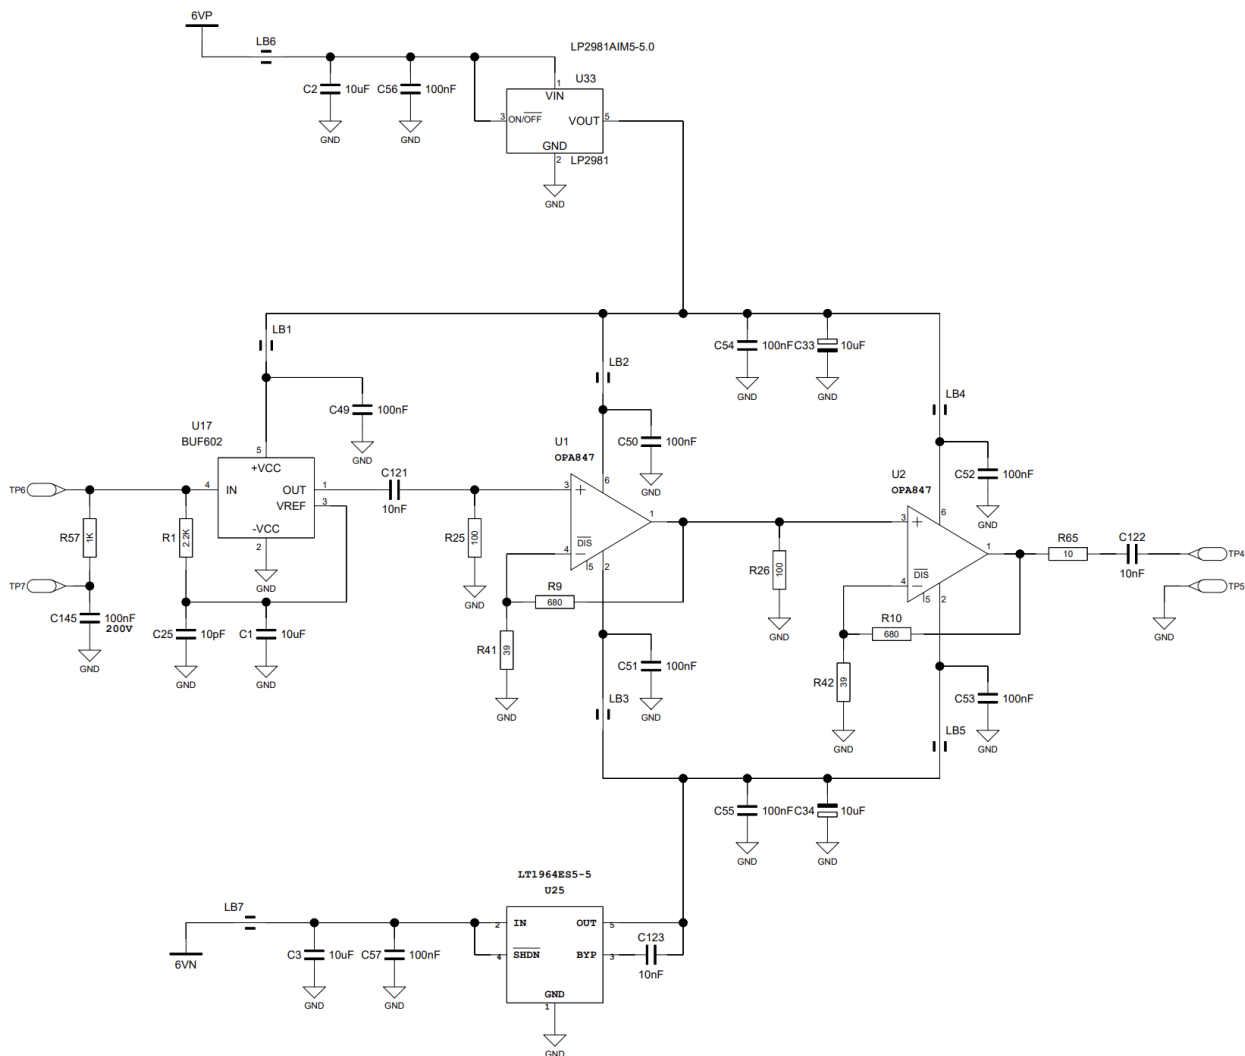 6VP
LB6
LP2981AIM5-5.0
U33
C2 10uF C56 100nF
1
VIN
3 ON/OFF
VOUT 5
GND
2 LP2981
GND
GND
GND
LB1
LB2
C54 100nF C33 10uF
GND
GND
LB4
C49 100nF
GND
U17
BUF602
U1
OPA847
C50 100nF
GND
U2
OPA847
C52 100nF
GND
5
+VCC
TP6
4 IN
OUT 1
VREF 3
-VCC
2
GND
C121
10nF
3
6
1
4
DIS
5
2
R57 1K
R1 2.2K
R25 100
GND
R26 100
GND
3
6
1
4
DIS
5
2
R65
10
C122
10nF
TP4
TP5
GND
TP7
C145 100nF
200V
GND
C25 10pF
GND
C1 10uF
GND
R9
680
R41 39
GND
C51 100nF
GND
LB3
R10
680
R42 39
GND
C53 100nF
GND
LB5
C55 100nF C34 10uF
GND
GND
LT1964ES5-5
U25
LB7
6VN
C3 10uF C57 100nF
GND
GND
2 IN
OUT 5
4 SHDN
BYP 3
GND
1
GND
C123
10nF